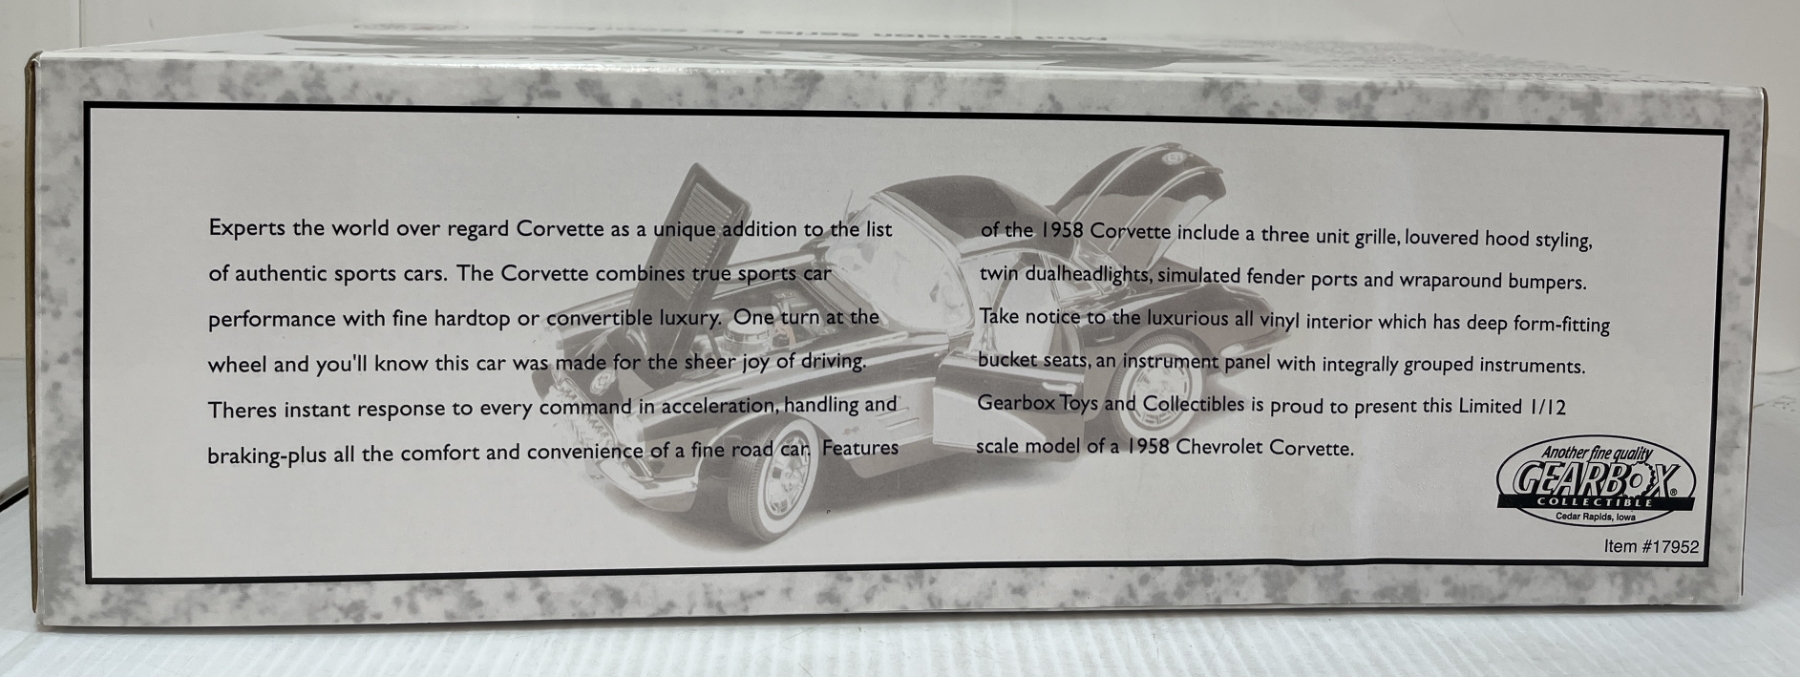 Experts the world over regard Corvette as a unique addition to the list
of authentic sports cars. The Corvette combines true sports car
performance with fine hardtop or convertible luxury. One turn at the
wheel and you'll know this car was made for the sheer joy of driving.
Theres instant response to every command in acceleration, handling and
braking-plus all the comfort and convenience of a fine road car. Features
of the 1958 Corvette include a three unit grille, louvered hood styling,
twin dualheadlights, simulated fender ports and wraparound bumpers.
Take notice to the luxurious all vinyl interior which has deep form-fitting
bucket seats, an instrument panel with integrally grouped instruments.
Gearbox Toys and Collectibles is proud to present this Limited 1/12
scale model of a 1958 Chevrolet Corvette.
Another fine quality
GEARBOX®
COLLECTIBLE
Cedar Rapids, Iowa
Item #17952